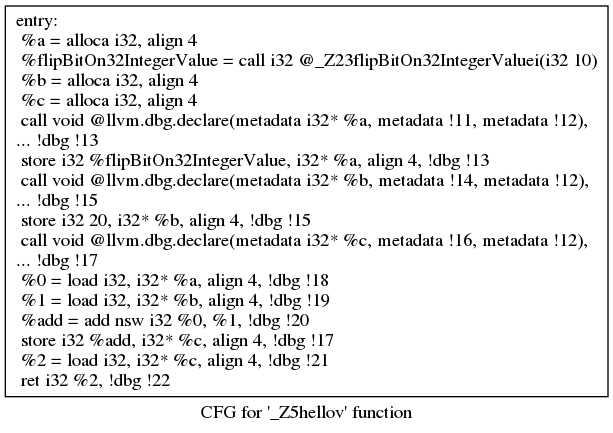 entry:
%a = alloca i32, align 4
%flipBitOn32IntegerValue = call i32 @_Z23flipBitOn32IntegerValuei(i32 10)
%b = alloca i32, align 4
%c = alloca i32, align 4
call void @llvm.dbg.declare(metadata i32* %a, metadata !11, metadata !12),
... !dbg !13
store i32 %flipBitOn32IntegerValue, i32* %a, align 4, !dbg !13
call void @llvm.dbg.declare(metadata i32* %b, metadata !14, metadata !12),
... !dbg !15
store i32 20, i32* %b, align 4, !dbg !15
call void @llvm.dbg.declare(metadata i32* %c, metadata !16, metadata !12),
... !dbg !17
%0 = load i32, i32* %a, align 4, !dbg !18
%1 = load i32, i32* %b, align 4, !dbg !19
%add = add nsw i32 %0, %1, !dbg !20
store i32 %add, i32* %c, align 4, !dbg !17
%2 = load i32, i32* %c, align 4, !dbg !21
ret i32 %2, !dbg !22
CFG for '_Z5hellov' function